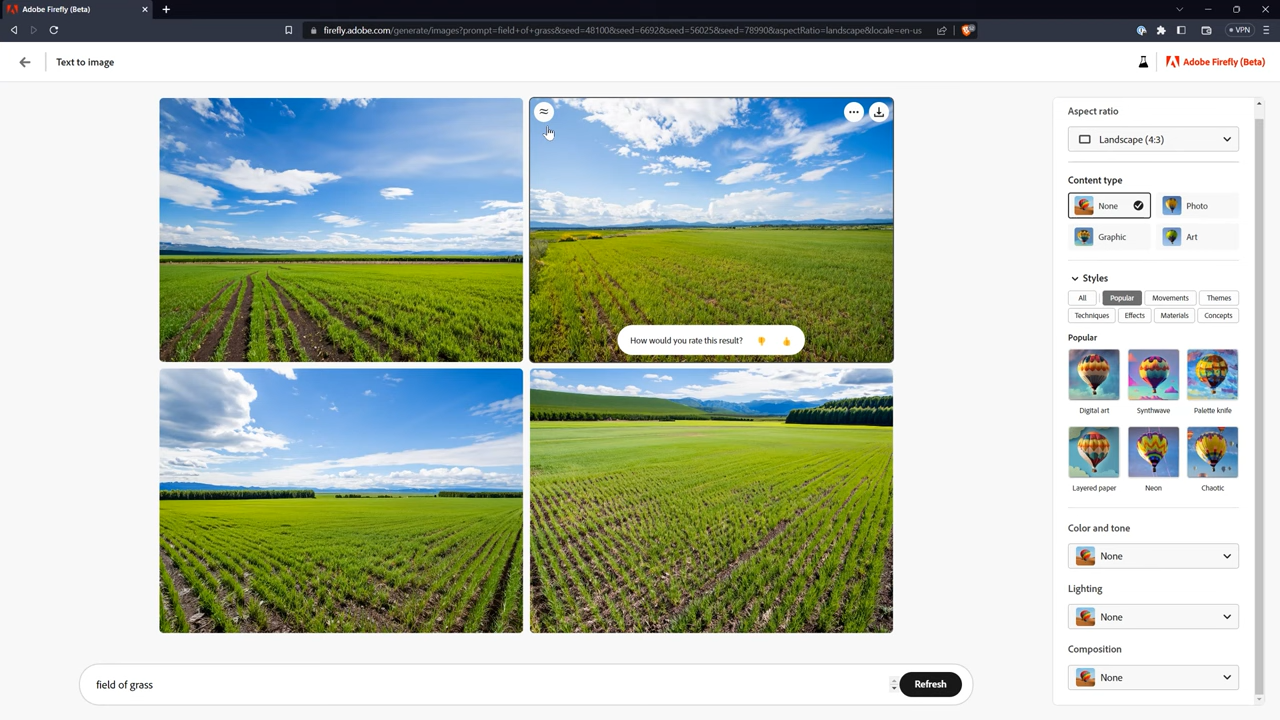 Adobe Firefly (Beta)
firefly.adobe.com/generate/images?prompt=field+of+grass&seed=48100&seed=6692&seed=56025&seed=78990&aspectRatio=landscape&locale=en-us
VPN
Text to image
Adobe Firefly (Beta)
Aspect ratio
Landscape (4:3)
Content type
None
Photo
Graphic
Art
Styles
All
Popular
Movements
Themes
Techniques
Effects
Materials
Concepts
Popular
Digital art
Synthwave
Palette knife
Layered paper
Neon
Chaotic
Color and tone
None
Lighting
None
Composition
None
How would you rate this result?
field of grass
Refresh